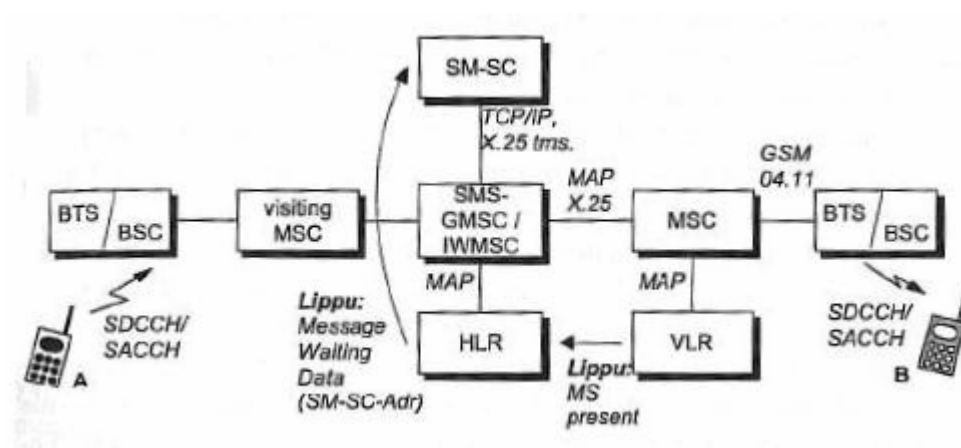 SM-SC
TCP/IP,
X.25 tms.
GSM
04.11
MAP
X.25
BTS
BSC
visiting
MSC
SMS-
GMSC /
IWMSC
MSC
BTS
BSC
MAP
MAP
SDCCH/
SACCH
A
Lippu:
Message
Waiting
Data
(SM-SC-Adr)
HLR
Lippu:
MS
present
VLR
SDCCH/
SACCH
B